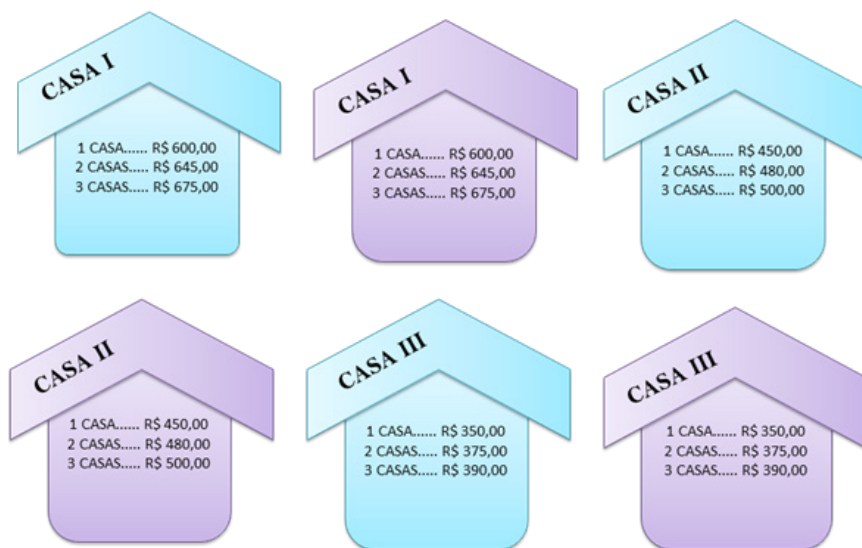 CASA I
1 CASA...... R$ 600,00
2 CASAS..... R$ 645,00
3 CASAS..... R$ 675,00
CASA I
1 CASA...... R$ 600,00
2 CASAS..... R$ 645,00
3 CASAS..... R$ 675,00
CASA II
1 CASA...... R$ 450,00
2 CASAS..... R$ 480,00
3 CASAS..... R$ 500,00
CASA II
1 CASA...... R$ 450,00
2 CASAS..... R$ 480,00
3 CASAS..... R$ 500,00
CASA III
1 CASA...... R$ 350,00
2 CASAS..... R$ 375,00
3 CASAS..... R$ 390,00
CASA III
1 CASA...... R$ 350,00
2 CASAS..... R$ 375,00
3 CASAS..... R$ 390,00